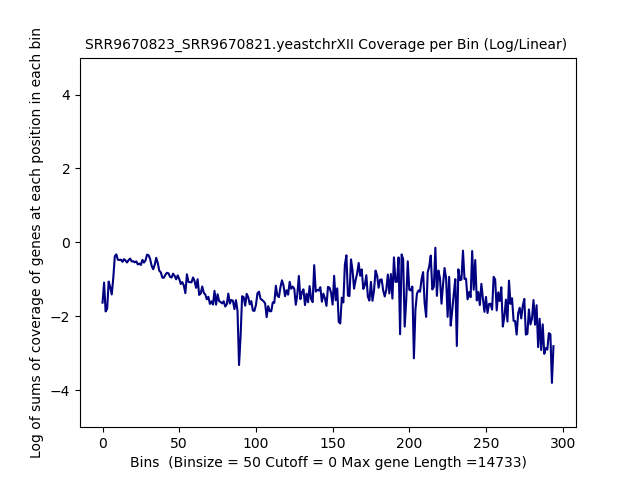 SRR9670823_SRR9670821.yeastchrXII Coverage per Bin (Log/Linear)
Log of sums of coverage of genes at each position in each bin
4
2
0
−2
−4
0 50 100 150 200 250 300
Bins  (Binsize = 50 Cutoff = 0 Max gene Length =14733)